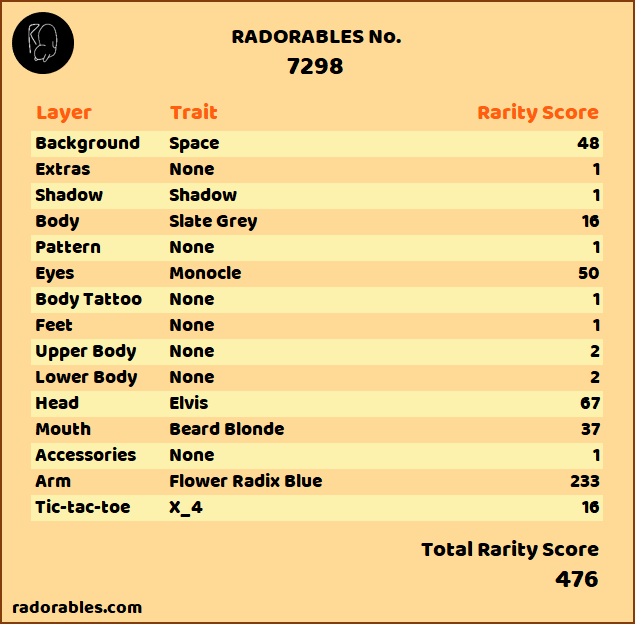 RADORABLES No.
7298
Layer Trait Rarity Score
Background Space 48
Extras None 1
Shadow Shadow 1
Body Slate Grey 16
Pattern None 1
Eyes Monocle 50
Body Tattoo None 1
Feet None 1
Upper Body None 2
Lower Body None 2
Head Elvis 67
Mouth Beard Blonde 37
Accessories None 1
Arm Flower Radix Blue 233
Tic-tac-toe X_4 16
Total Rarity Score
476
radorables.com